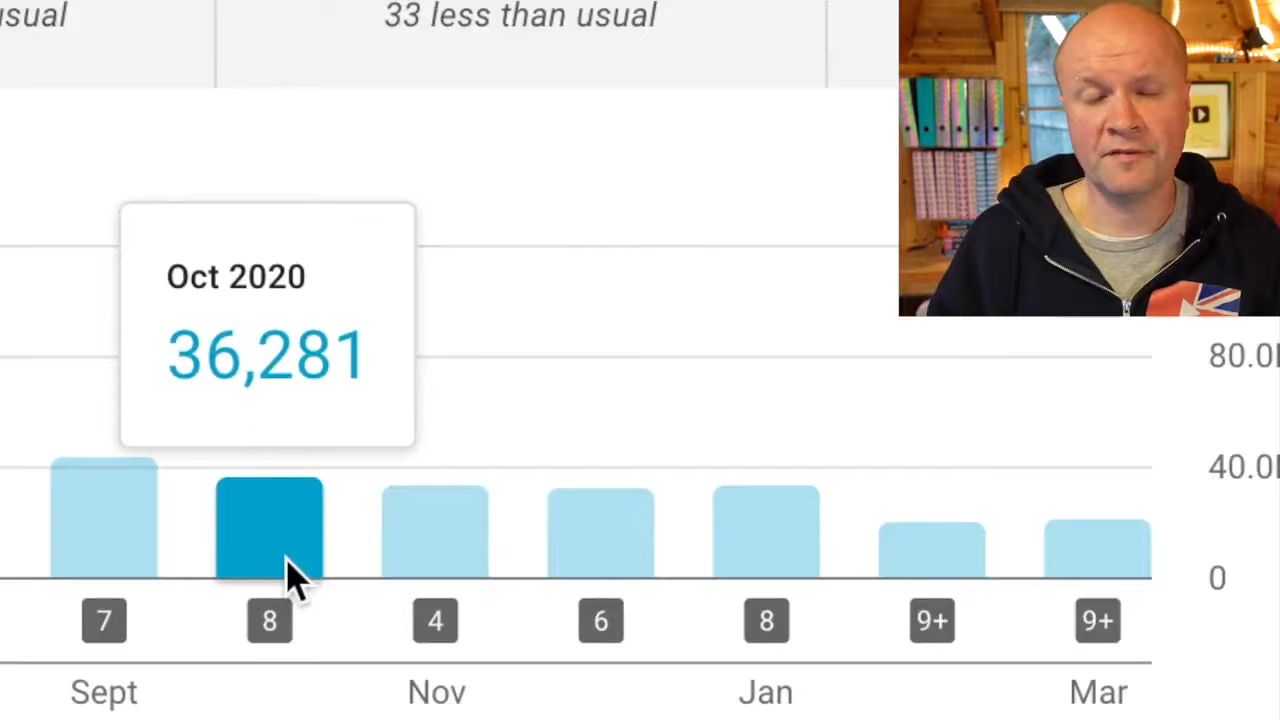 usual
33 less than usual
Oct 2020
36,281
80.0
40.0
0
7
8
4
6
8
9+
9+
Sept
Nov
Jan
Mar